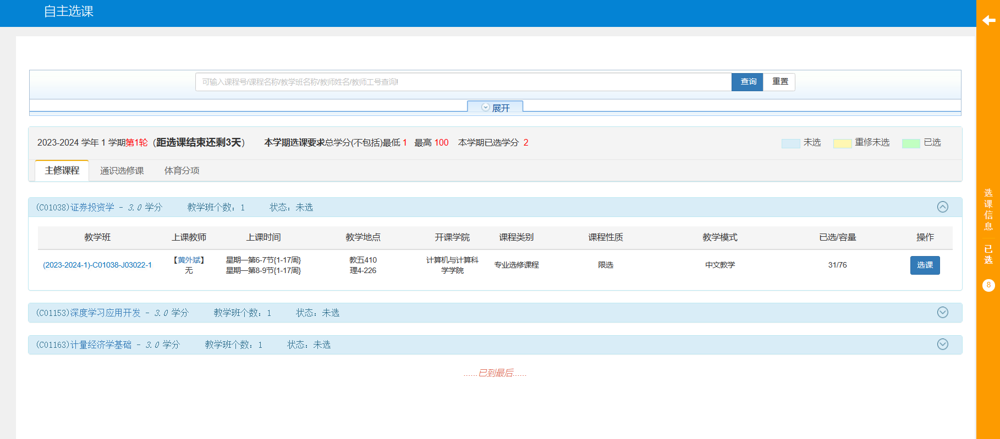 自主选课
可输入课程号/课程名称/教学班名称/教师姓名/教师工号查询!
查询
重置
展开
2023-2024 学年 1 学期第1轮（距选课结束还剩3天） 本学期选课要求总学分(不包括)最低 1 最高 100 本学期已选学分 2
未选 重修未选 已选
主修课程 通识选修课 体育分项
(C01038)证券投资学 - 3.0 学分 教学班个数：1 状态：未选
教学班 上课教师 上课时间 教学地点 开课学院 课程类别 课程性质 教学模式 已选/容量 操作
(2023-2024-1)-C01038-J03022-1 【黄外斌】 星期一第6-7节{1-17周} 教五410 计算机与计算科 专业选修课程 限选 中文教学 31/76 选课
无 星期一第8-9节{1-17周} 理4-226 学学院
(C01153)深度学习应用开发 - 3.0 学分 教学班个数：1 状态：未选
(C01163)计量经济学基础 - 3.0 学分 教学班个数：1 状态：未选
......已到最后......
选课信息
已选
8